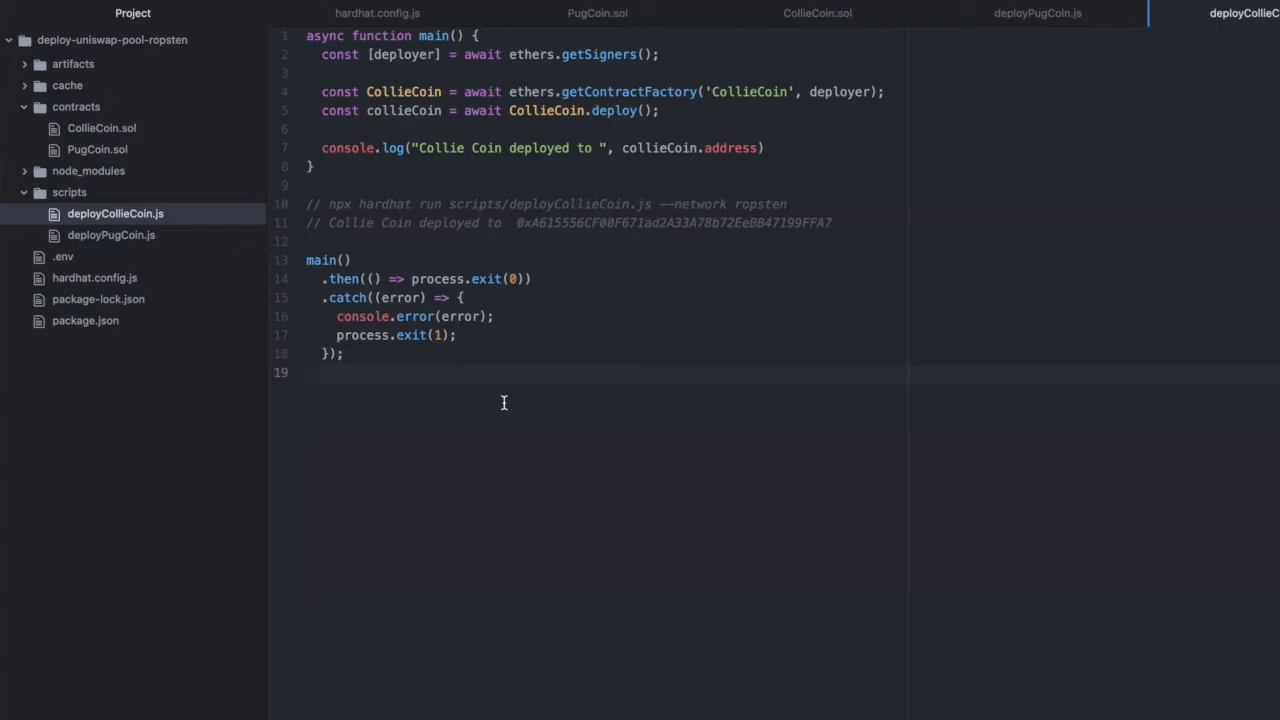 Project
hardhat.config.js
PugCoin.sol
CollieCoin.sol
deployPugCoin.js
deployCollieC
deploy-uniswap-pool-ropsten
artifacts
cache
contracts
CollieCoin.sol
PugCoin.sol
node_modules
scripts
deployCollieCoin.js
deployPugCoin.js
.env
hardhat.config.js
package-lock.json
package.json
1 async function main() {
2 const [deployer] = await ethers.getSigners();
3
4 const CollieCoin = await ethers.getContractFactory('CollieCoin', deployer);
5 const collieCoin = await CollieCoin.deploy();
6
7 console.log("Collie Coin deployed to ", collieCoin.address)
8 }
9
10 // npx hardhat run scripts/deployCollieCoin.js --network ropsten
11 // Collie Coin deployed to  0xA615556CF00F671ad2A33A78b72EeBB47199FFA7
12
13 main()
14 .then(() => process.exit(0))
15 .catch((error) => {
16 console.error(error);
17 process.exit(1);
18 });
19